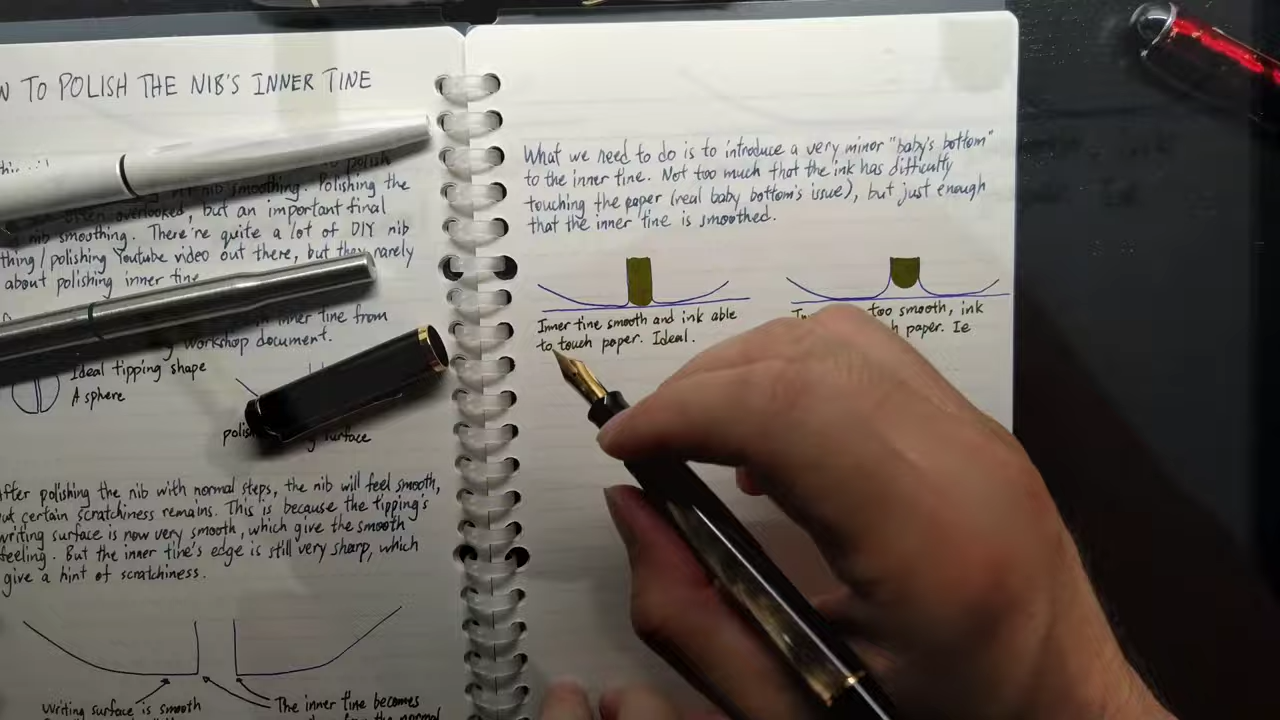 TO POLISH THE NIB'S INNER TINE
polish
nib smoothing. Polishing the
often overlooked, but an important final
nib smoothing. There're quite a lot of DIY nib
thing/polishing Youtube video out there, but they rarely
about polishing inner tine
inner tine from
workshop document.
Ideal tipping shape
A sphere
surface
After polishing the nib with normal steps, the nib will feel smooth,
but certain scratchiness remains. This is because the tipping's
writing surface is now very smooth, which give the smooth
feeling. But the inner tine's edge is still very sharp, which
give a hint of scratchiness.
Writing surface is smooth
The inner tine becomes
What we need to do is to introduce a very minor "baby's bottom"
to the inner tine. Not too much that the ink has difficulty
touching the paper (real baby bottom's issue), but just enough
that the inner tine is smoothed.
Inner tine smooth and ink able
to touch paper. Ideal.
too smooth, ink
paper. Ie